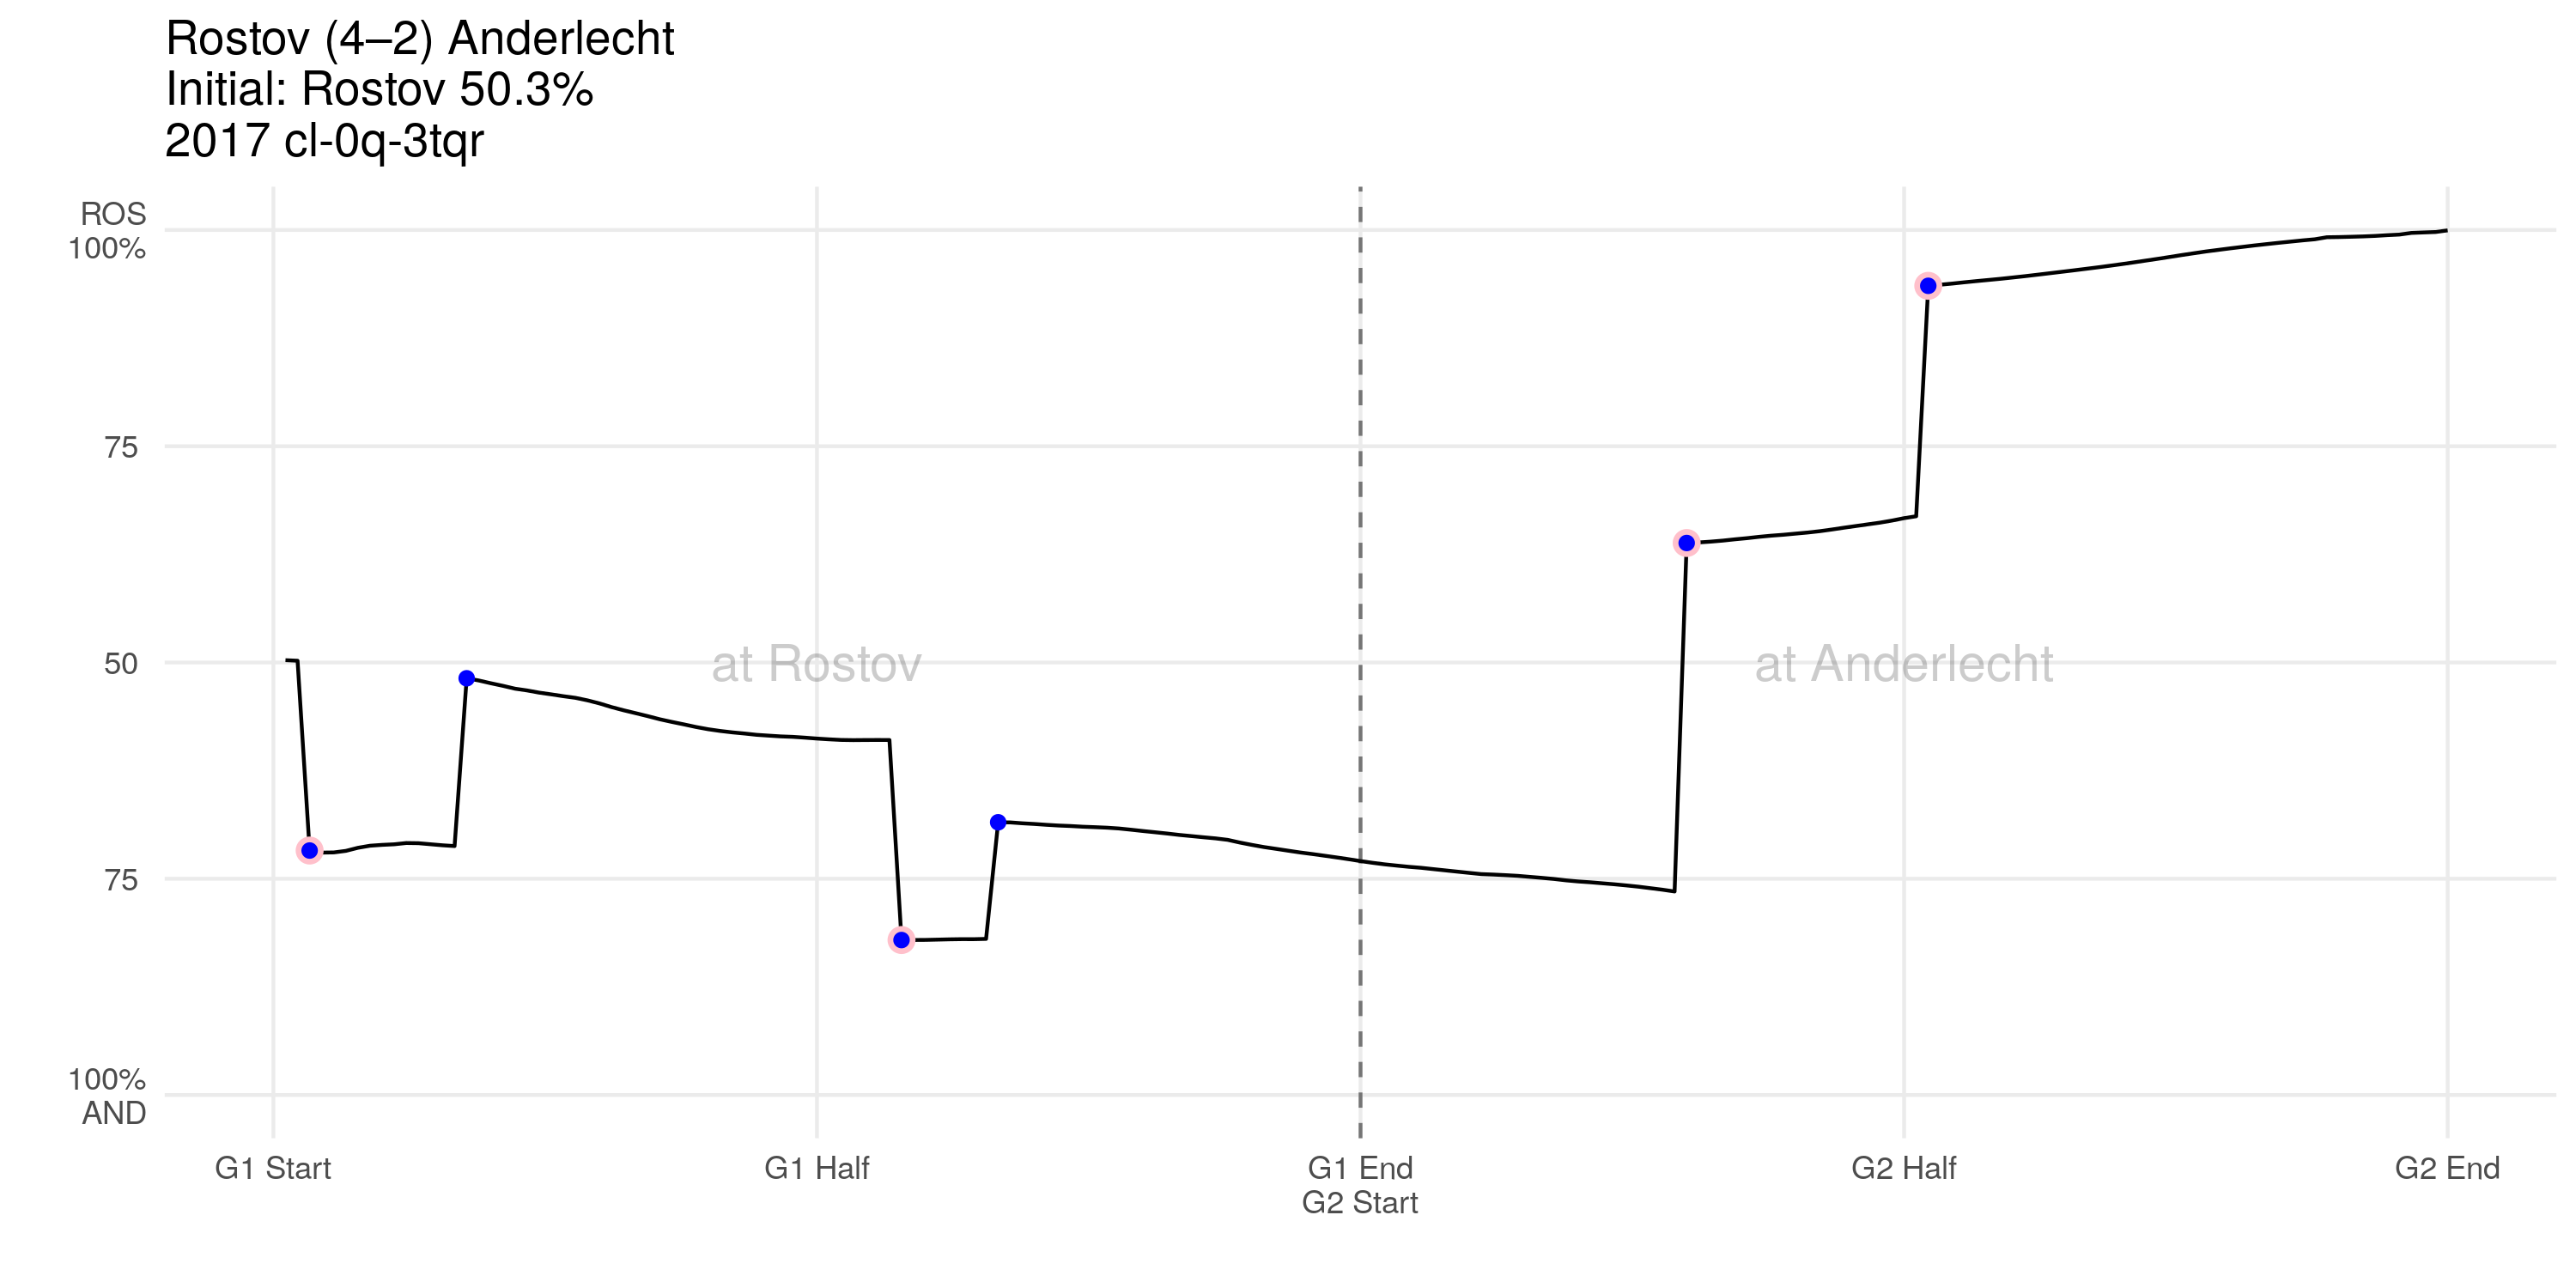 Rostov (4–2) Anderlecht
Initial: Rostov 50.3%
2017 cl-0q-3tqr
ROS
100%
75
50
75
100%
AND
at Rostov
at Anderlecht
G1 Start
G1 Half
G1 End
G2 Start
G2 Half
G2 End